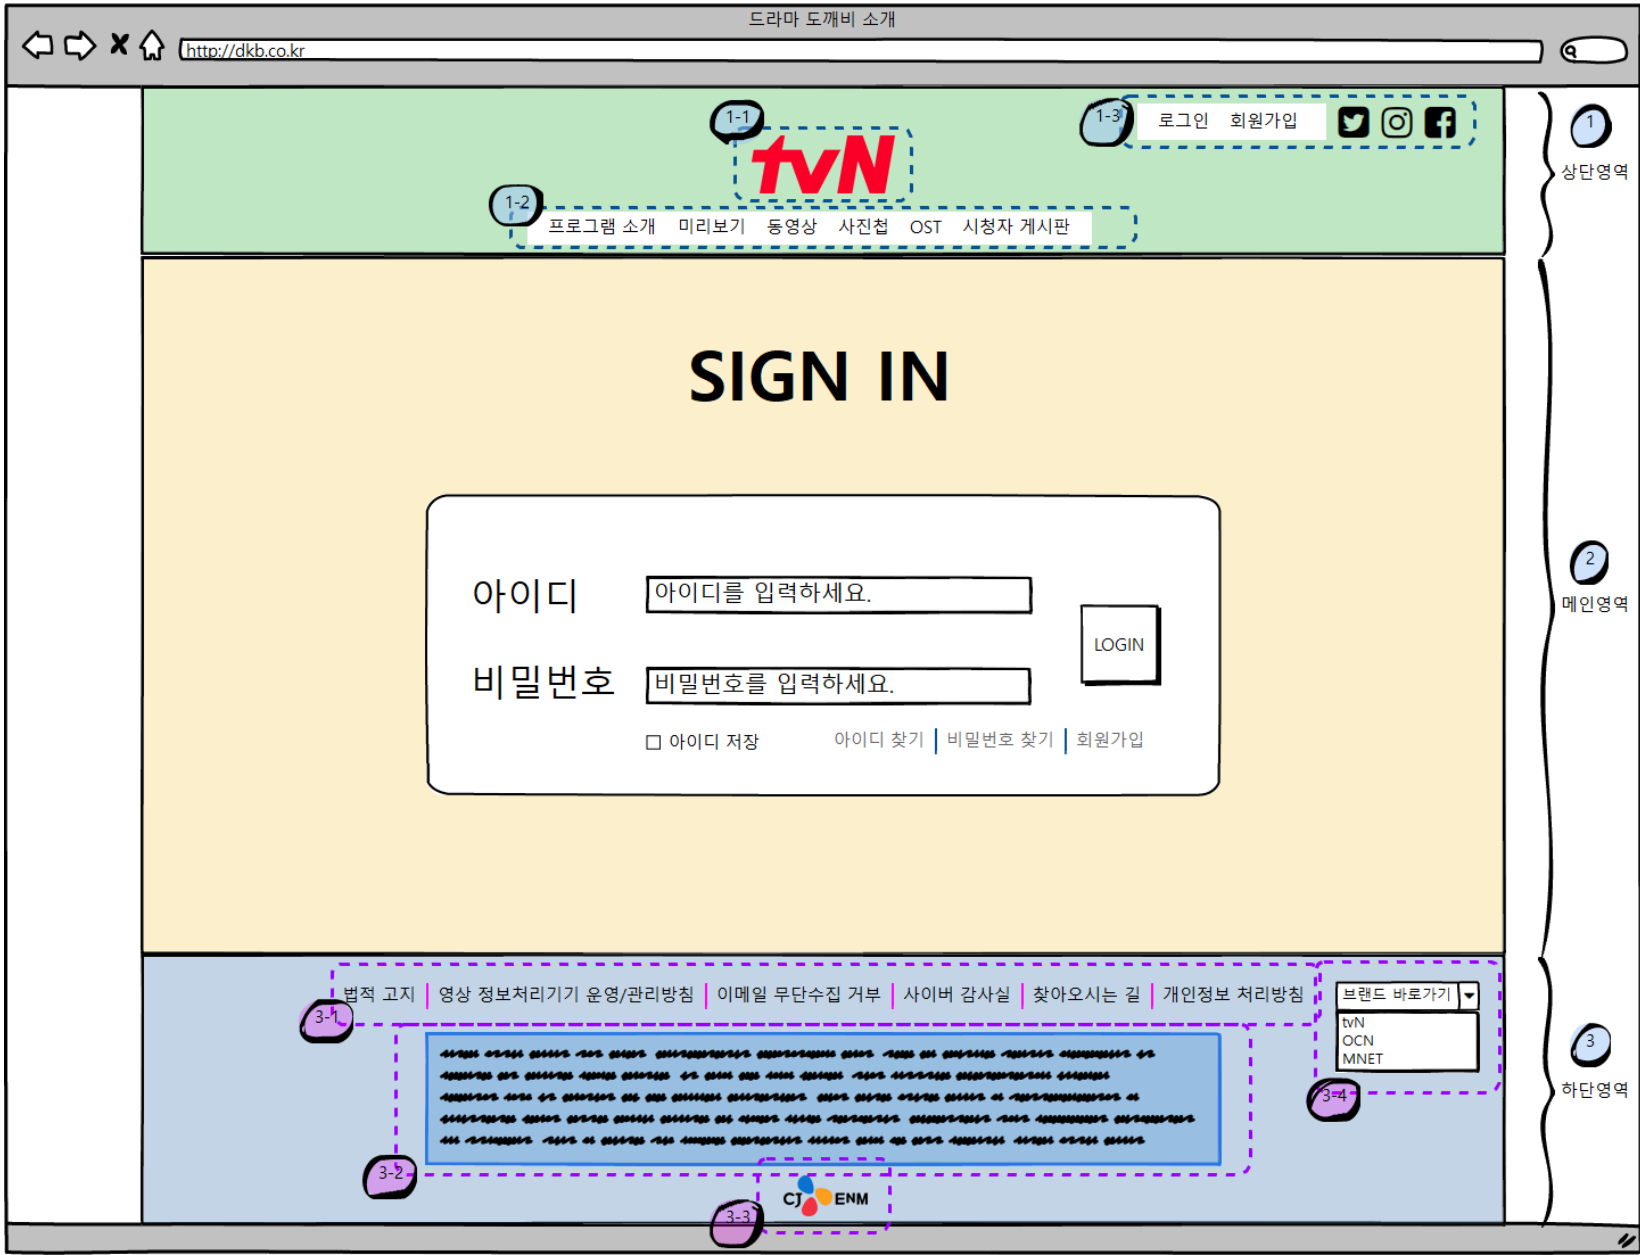 드라마 도깨비 소개
http://dkb.co.kr
1-1
1-3
로그인 회원가입
1
상단영역
tvN
1-2
프로그램 소개 미리보기 동영상 사진첩 OST 시청자 게시판
SIGN IN
2
메인영역
아이디
아이디를 입력하세요.
LOGIN
비밀번호
비밀번호를 입력하세요.
아이디 저장
아이디 찾기
비밀번호 찾기
회원가입
법적 고지
영상 정보처리기기 운영/관리방침
이메일 무단수집 거부
사이버 감사실
찾아오시는 길
개인정보 처리방침
브랜드 바로가기
tvN
OCN
MNET
3-1
3
하단영역
3-4
3-2
CJ ENM
3-3